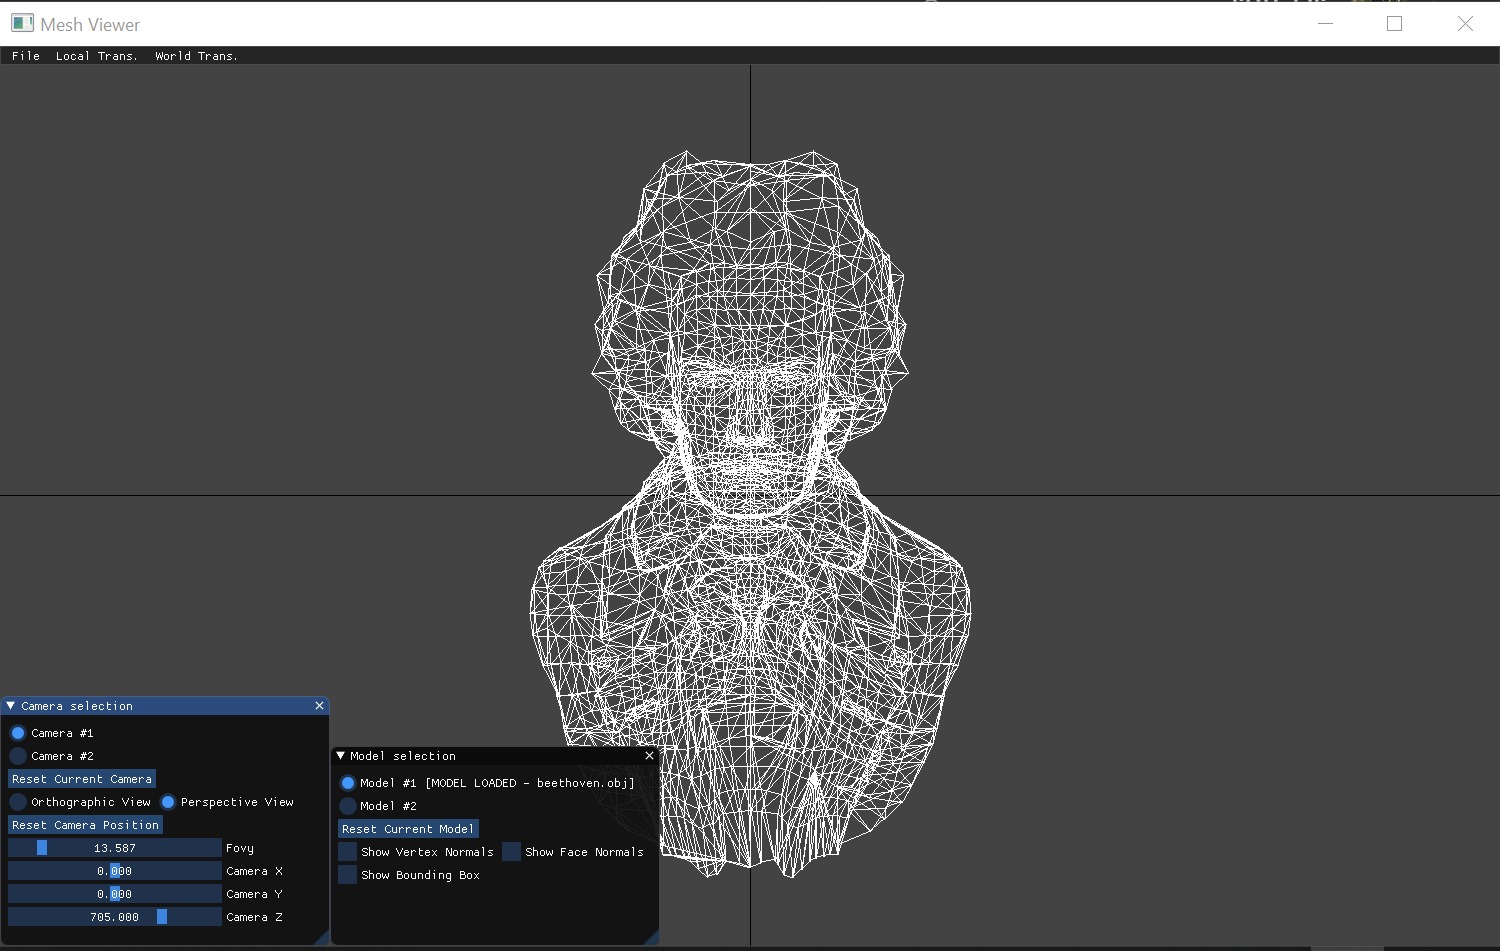 Mesh Viewer
File Local Trans. World Trans.
Camera selection
Camera #1
Camera #2
Reset Current Camera
Orthographic View Perspective View
Reset Camera Position
13.587 Fovy
0.000 Camera X
0.000 Camera Y
705.000 Camera Z
Model selection
Model #1 [MODEL LOADED - beethoven.obj]
Model #2
Reset Current Model
Show Vertex Normals Show Face Normals
Show Bounding Box